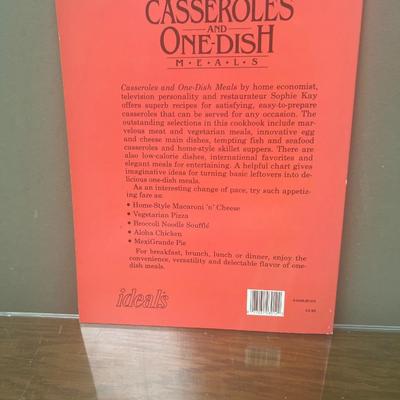 CASSEROLES
AND
ONE-DISH
M•E•A•L•S
Casseroles and One-Dish Meals by home economist,
television personality and restaurateur Sophie Kay
offers superb recipes for satisfying, easy-to-prepare
casseroles that can be served for any occasion. The
outstanding selections in this cookbook include mar-
velous meat and vegetarian meals, innovative egg
and cheese main dishes, tempting fish and seafood
casseroles and home-style skillet suppers. There are
also low-calorie dishes, international favorites and
elegant meals for entertaining. A helpful chart gives
imaginative ideas for turning basic leftovers into de-
licious one-dish meals.
As an interesting change of pace, try such appetiz-
ing fare as:
• Home-Style Macaroni 'n' Cheese
• Vegetarian Pizza
• Broccoli Noodle Soufflé
• Aloha Chicken
• MexiGrande Pie
For breakfast, brunch, lunch or dinner, enjoy the
convenience, versatility and delectable flavor of one-
dish meals.
ideals